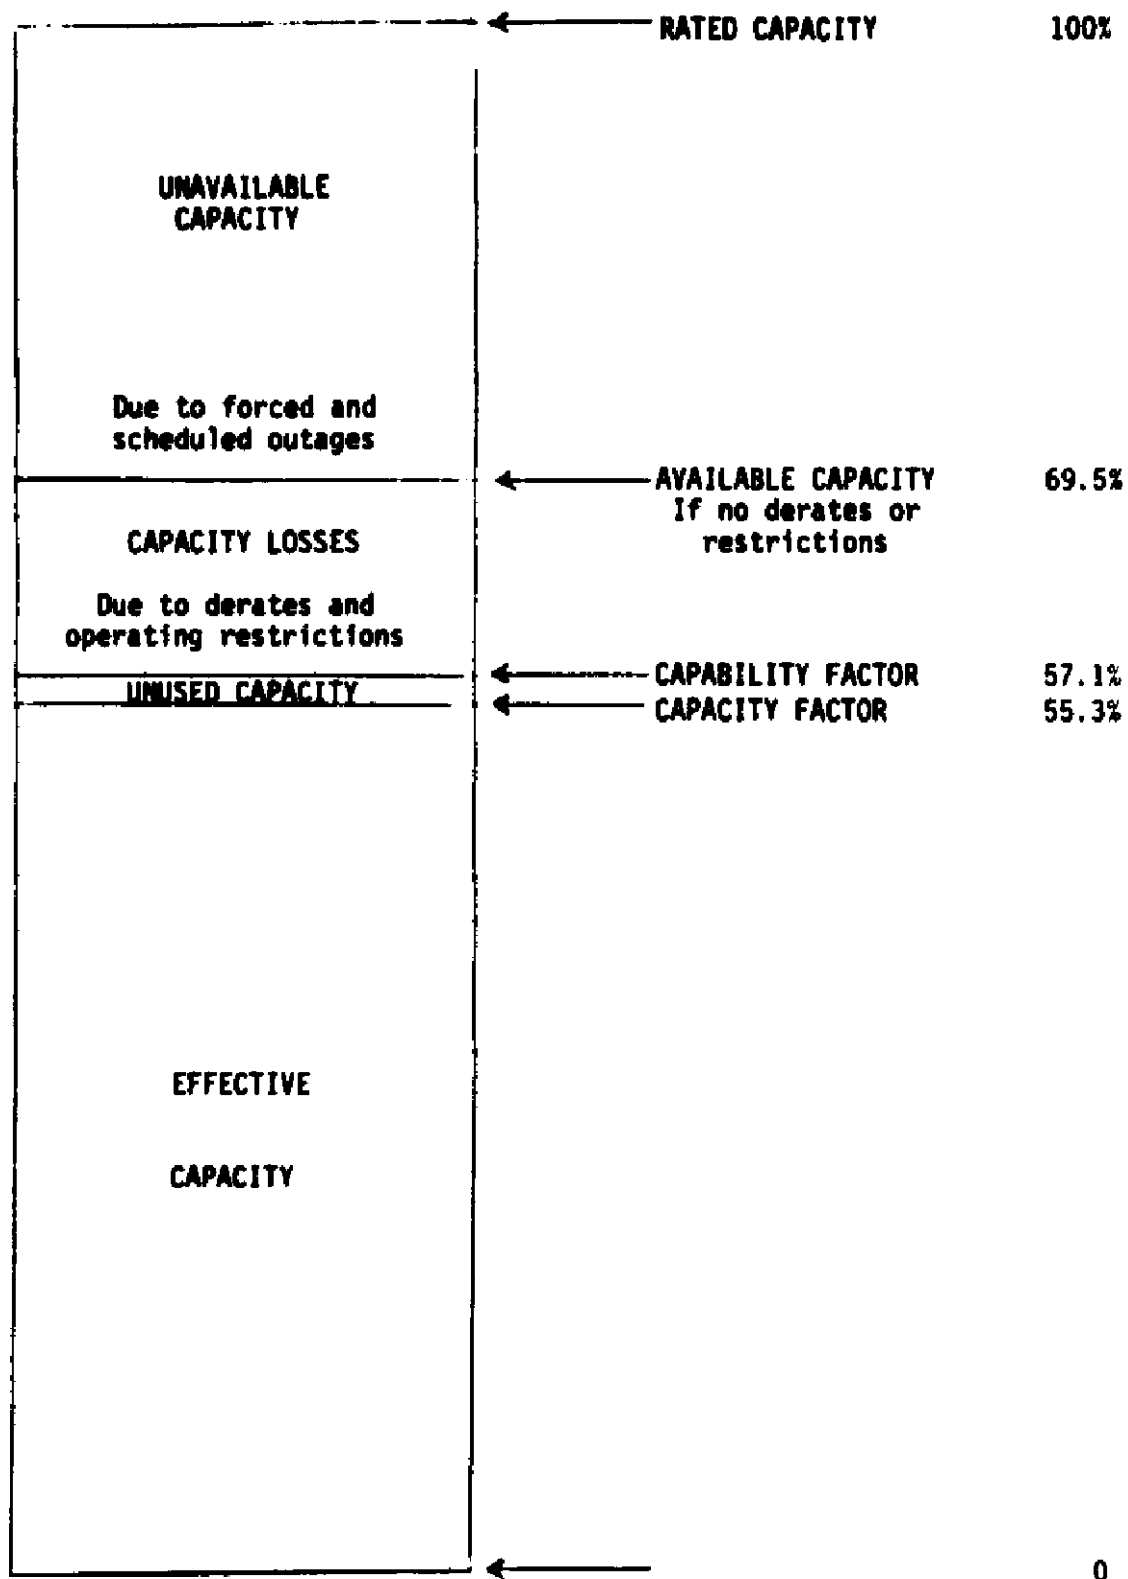 RATED CAPACITY 100%
UNAVAILABLE
CAPACITY
Due to forced and
scheduled outages
AVAILABLE CAPACITY 69.5%
If no derates or
restrictions
CAPACITY LOSSES
Due to derates and
operating restrictions
CAPABILITY FACTOR 57.1%
UNUSED CAPACITY
CAPACITY FACTOR 55.3%
EFFECTIVE
CAPACITY
0